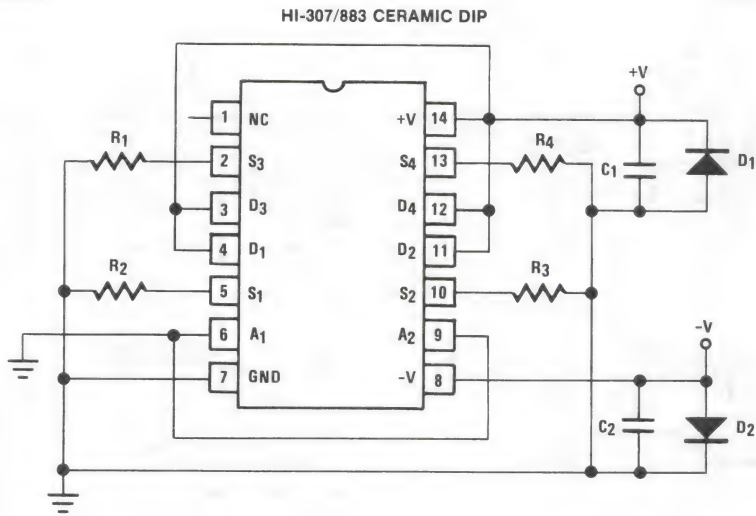 HI-307/883 CERAMIC DIP
+V
1 NC +V 14
R1 2 S3 S4 13 R4
C1 D1
3 D3 D4 12
4 D1 D2 11
R2 5 S1 S2 10 R3
6 A1 A2 9
-V
7 GND -V 8
C2 D2